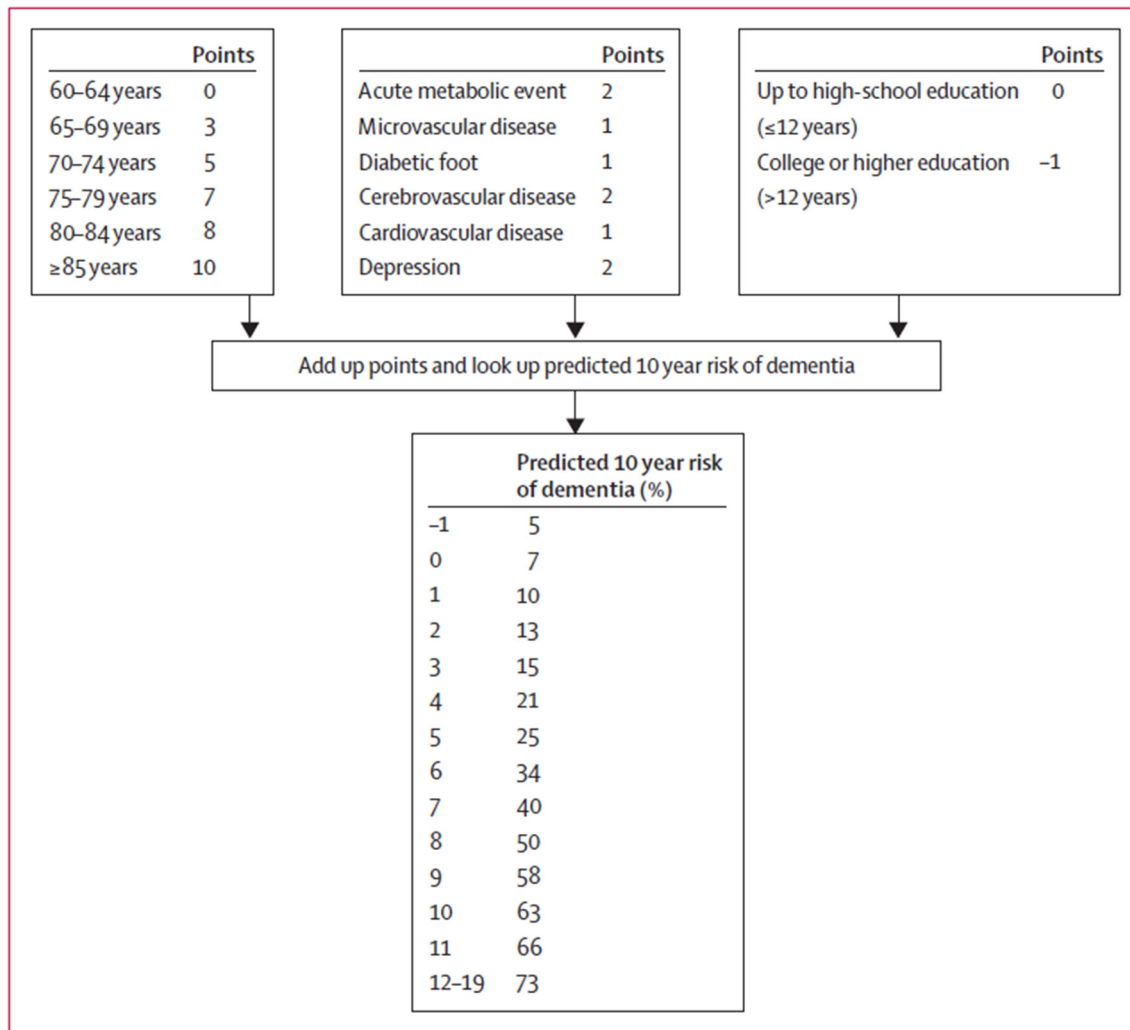 Points
60–64 years 0
65–69 years 3
70–74 years 5
75–79 years 7
80–84 years 8
≥85 years 10
Points
Acute metabolic event 2
Microvascular disease 1
Diabetic foot 1
Cerebrovascular disease 2
Cardiovascular disease 1
Depression 2
Points
Up to high-school education 0
(≤12 years)
College or higher education –1
(>12 years)
Add up points and look up predicted 10 year risk of dementia
Predicted 10 year risk
of dementia (%)
–1 5
0 7
1 10
2 13
3 15
4 21
5 25
6 34
7 40
8 50
9 58
10 63
11 66
12–19 73